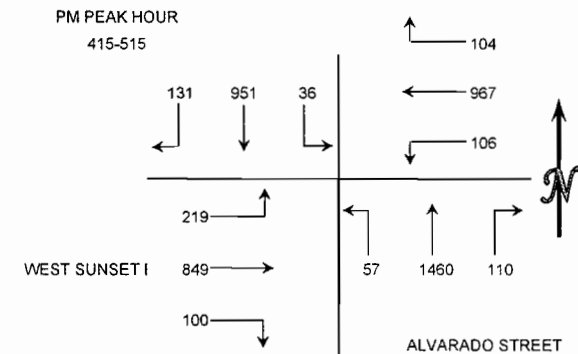 PM PEAK HOUR
415-515
104
131 951 36 967
106
219
N
WEST SUNSET 849 57 1460 110
100
ALVARADO STREET